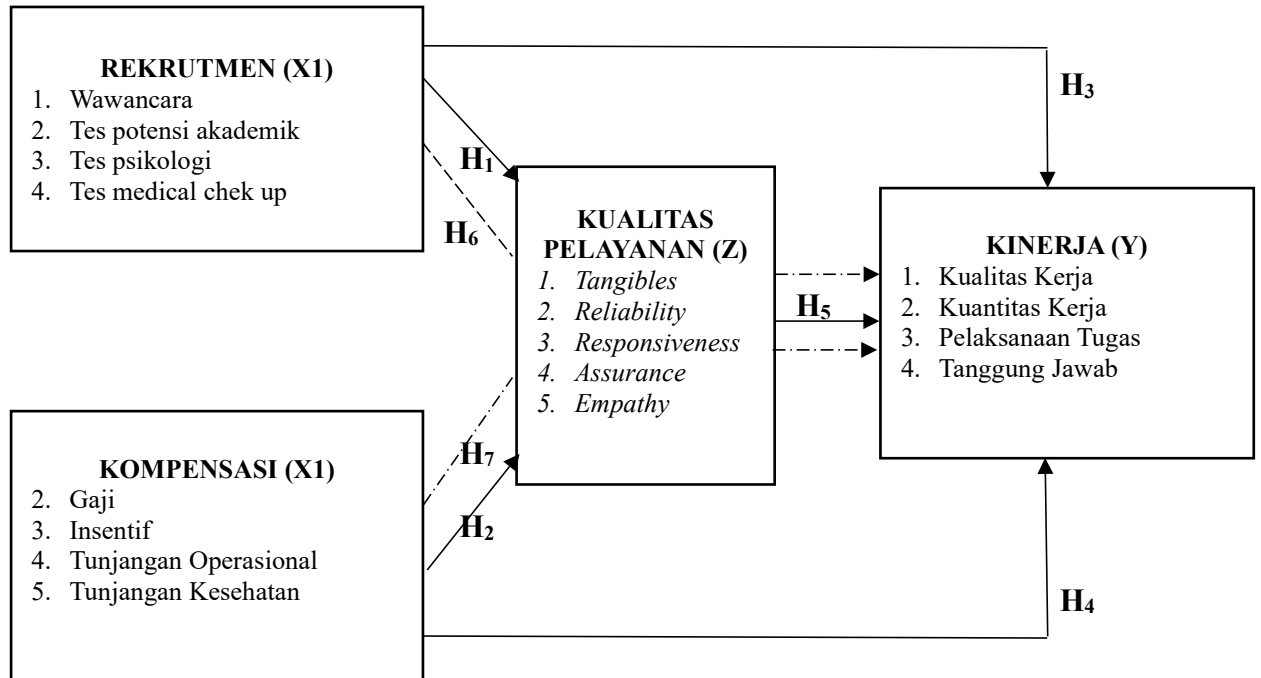 REKRUTMEN (X1)
1. Wawancara
2. Tes potensi akademik
3. Tes psikologi
4. Tes medical chek up
H₃
H₁
H₆
KUALITAS
PELAYANAN (Z)
1. Tangibles
2. Reliability
3. Responsiveness
4. Assurance
5. Empathy
H₅
KINERJA (Y)
1. Kualitas Kerja
2. Kuantitas Kerja
3. Pelaksanaan Tugas
4. Tanggung Jawab
KOMPENSASI (X1)
2. Gaji
3. Insentif
4. Tunjangan Operasional
5. Tunjangan Kesehatan
H₇
H₂
H₄